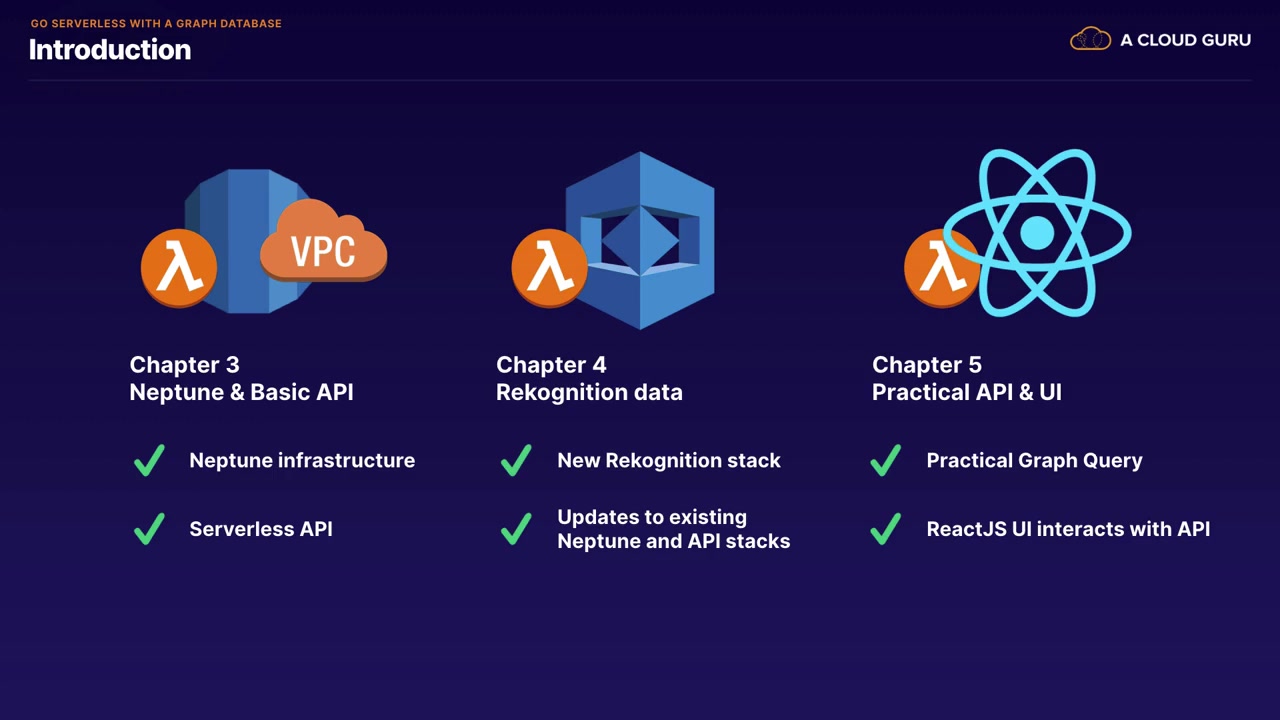 GO SERVERLESS WITH A GRAPH DATABASE
Introduction
A CLOUD GURU
VPC
λ
λ
λ
Chapter 3
Neptune & Basic API
Neptune infrastructure
Serverless API
Chapter 4
Rekognition data
New Rekognition stack
Updates to existing
Neptune and API stacks
Chapter 5
Practical API & UI
Practical Graph Query
ReactJS UI interacts with API